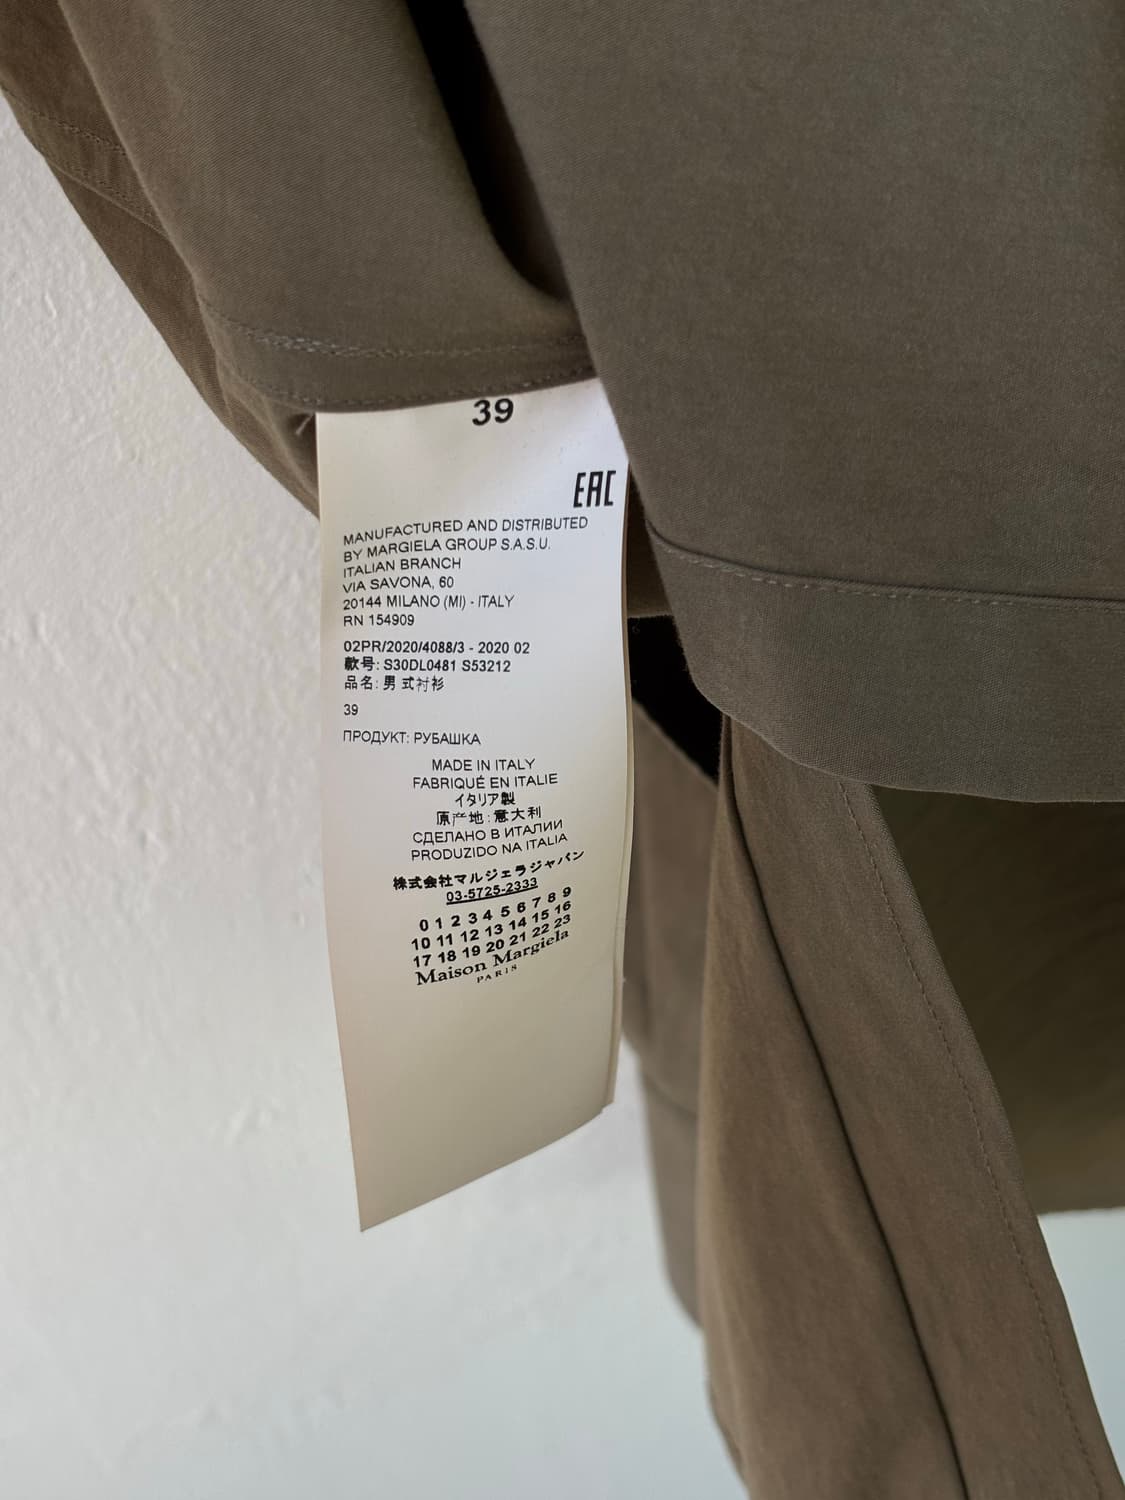 39
EAC
MANUFACTURED AND DISTRIBUTED
BY MARGIELA GROUP S.A.S.U.
ITALIAN BRANCH
VIA SAVONA, 60
20144 MILANO (MI) - ITALY
RN 154909
02PR/2020/4088/3 - 2020 02
款号: S30DL0481 S53212
品名: 男式衬衫
39
ПРОДУКТ: РУБАШКА
MADE IN ITALY
FABRIQUÉ EN ITALIE
イタリア製
原产地: 意大利
СДЕЛАНО В ИТАЛИИ
PRODUZIDO NA ITALIA
株式会社マルジェラジャパン
03-5725-2333
0 1 2 3 4 5 6 7 8 9
10 11 12 13 14 15 16
17 18 19 20 21 22 23
Maison Margiela
PARIS